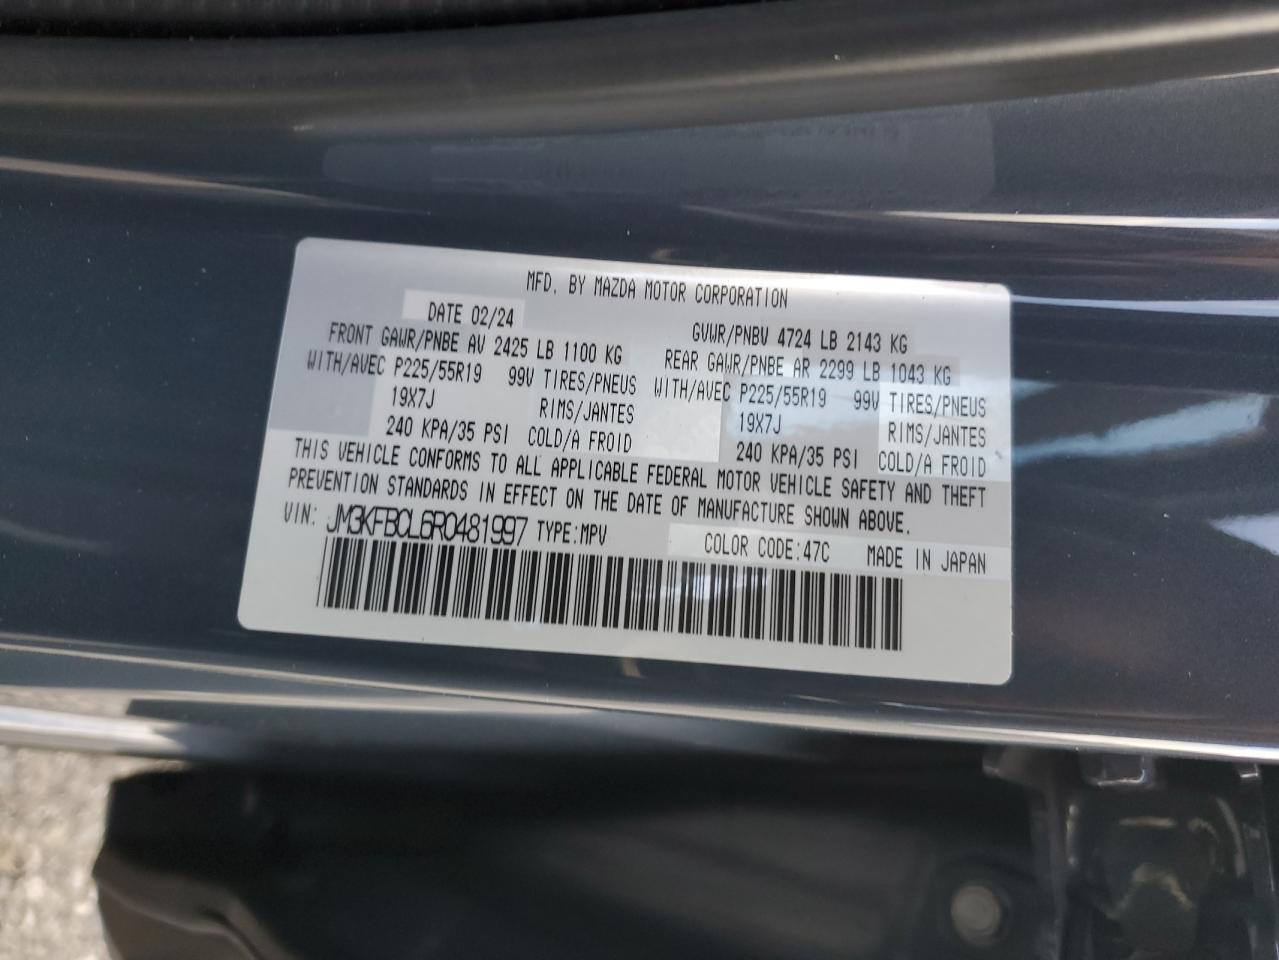 MFD. BY MAZDA MOTOR CORPORATION
DATE 02/24 GVWR/PNBV 4724 LB 2143 KG
FRONT GAWR/PNBE AV 2425 LB 1100 KG REAR GAWR/PNBE AR 2299 LB 1043 KG
WITH/AVEC P225/55R19 99V TIRES/PNEUS WITH/AVEC P225/55R19 99V TIRES/PNEUS
19X7J RIMS/JANTES 19X7J RIMS/JANTES
240 KPA/35 PSI COLD/A FROID 240 KPA/35 PSI COLD/A FROID
THIS VEHICLE CONFORMS TO ALL APPLICABLE FEDERAL MOTOR VEHICLE SAFETY AND THEFT
PREVENTION STANDARDS IN EFFECT ON THE DATE OF MANUFACTURE SHOWN ABOVE.
VIN: JM3KFBCL6R0481997 TYPE:MPV COLOR CODE:47C MADE IN JAPAN